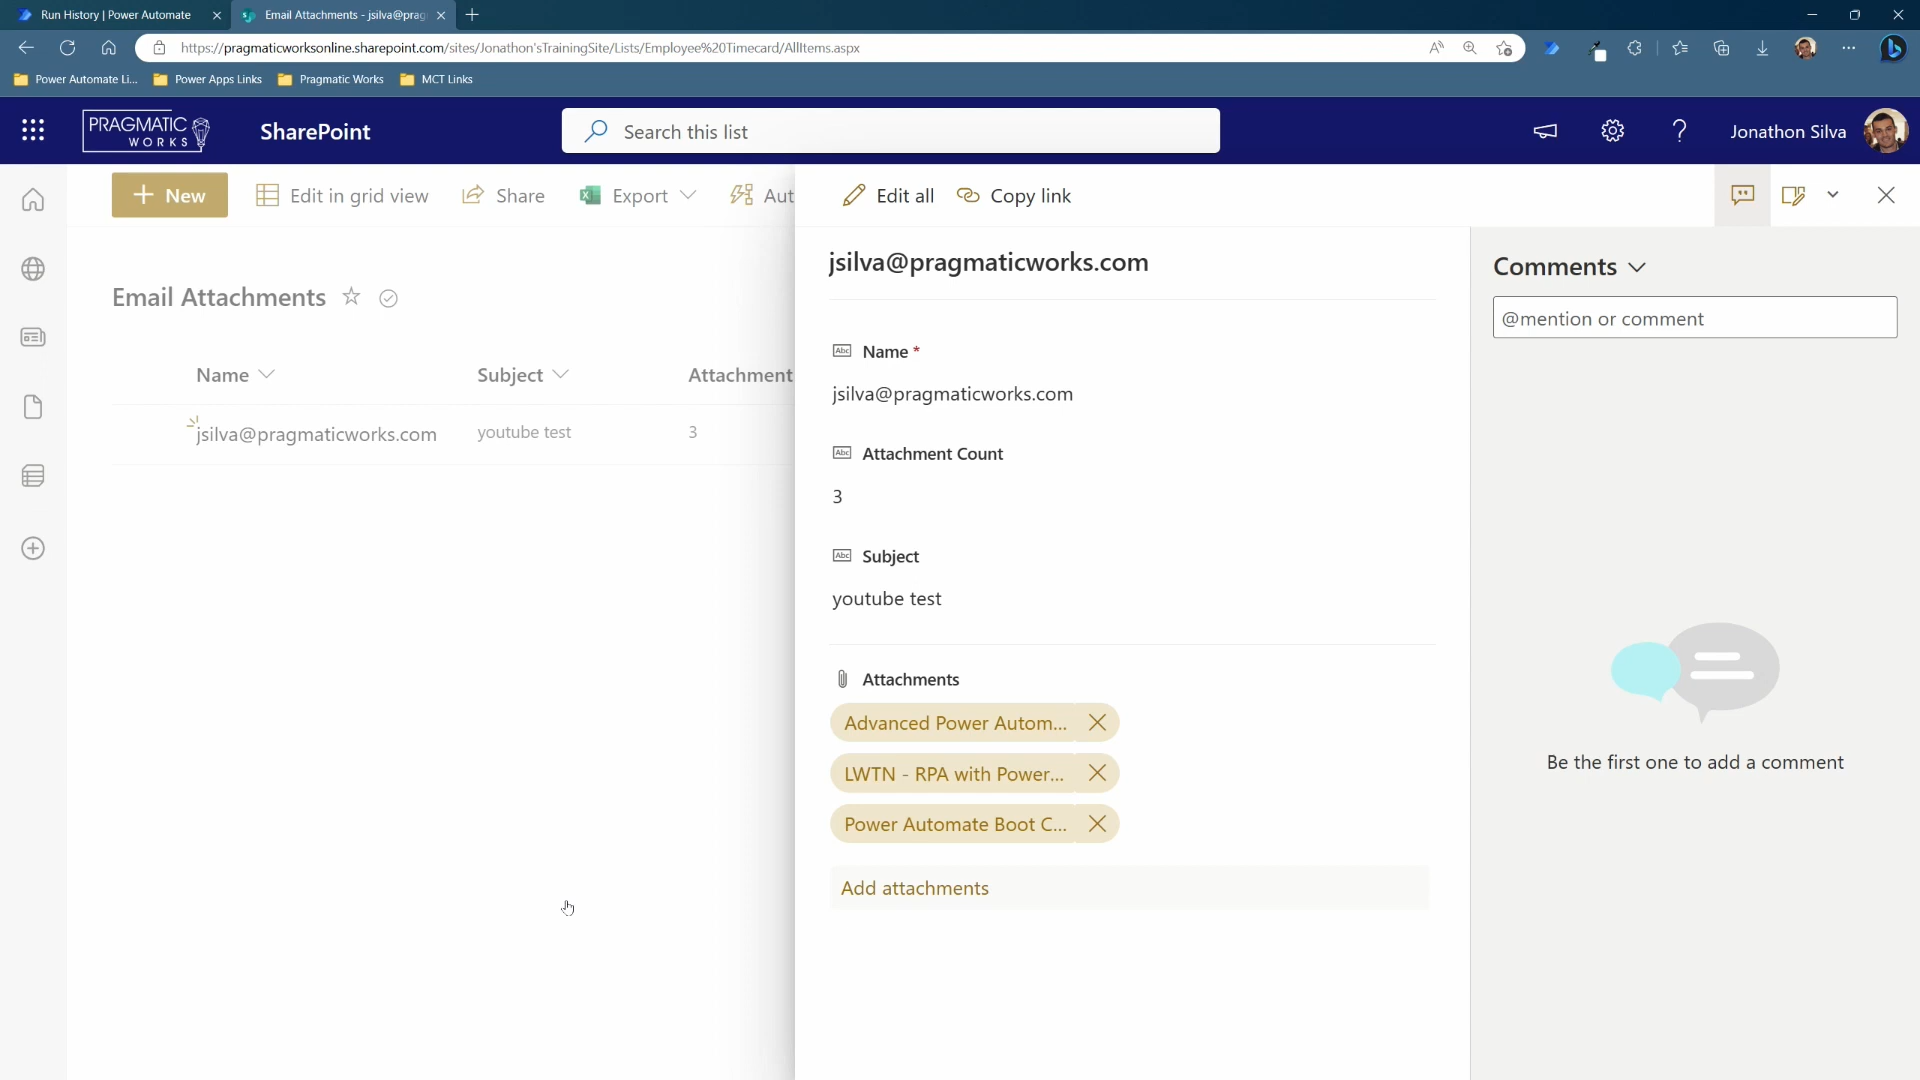 Run History | Power Automate
Email Attachments - jsilva@prag
https://pragmaticworksonline.sharepoint.com/sites/Jonathon'sTrainingSite/Lists/Employee%20Timecard/AllItems.aspx
Power Automate Li...
Power Apps Links
Pragmatic Works
MCT Links
PRAGMATIC
WORKS
SharePoint
Search this list
Jonathon Silva
New
Edit in grid view
Share
Export
Aut
Edit all
Copy link
Email Attachments
Name
Subject
Attachment
jsilva@pragmaticworks.com
youtube test
3
jsilva@pragmaticworks.com
Abc Name *
jsilva@pragmaticworks.com
Abc Attachment Count
3
Abc Subject
youtube test
Attachments
Advanced Power Autom...
LWTN - RPA with Power...
Power Automate Boot C...
Add attachments
Comments
@mention or comment
Be the first one to add a comment